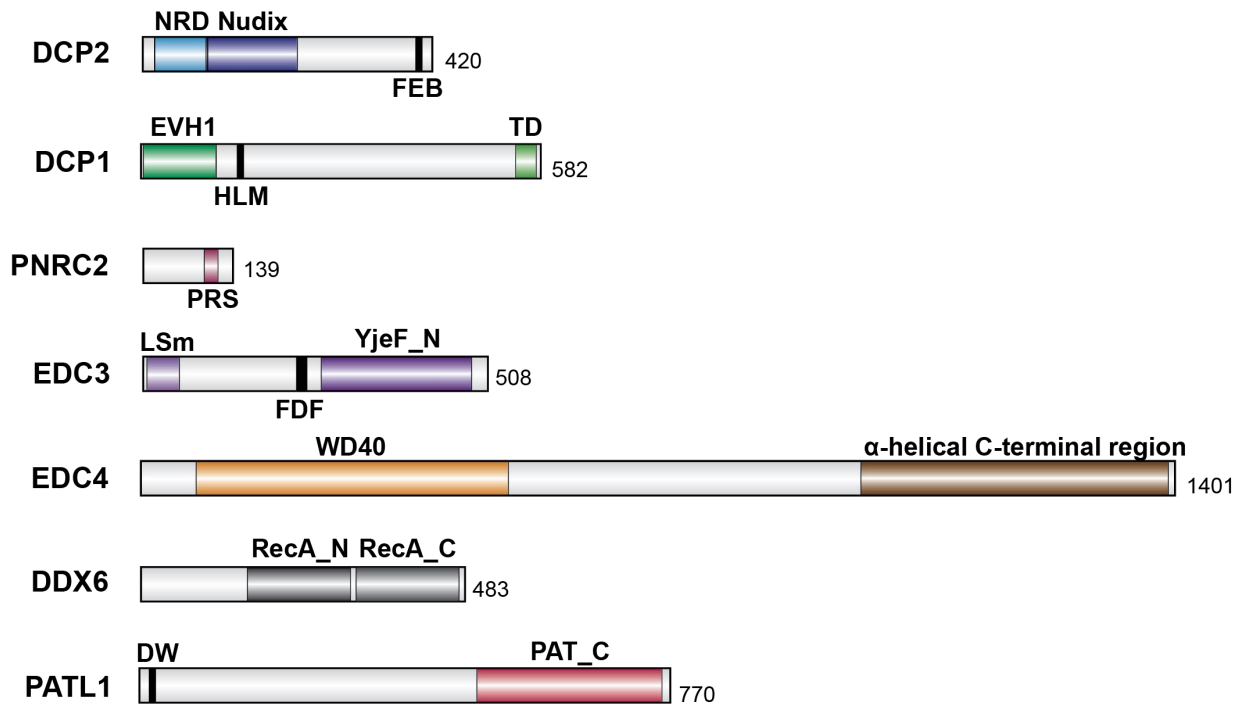 NRD Nudix
DCP2
420
FEB
EVH1 TD
DCP1
582
HLM
PNRC2
139
PRS
LSm YjeF_N
EDC3
508
FDF
WD40 α-helical C-terminal region
EDC4
1401
RecA_N RecA_C
DDX6
483
DW PAT_C
PATL1
770